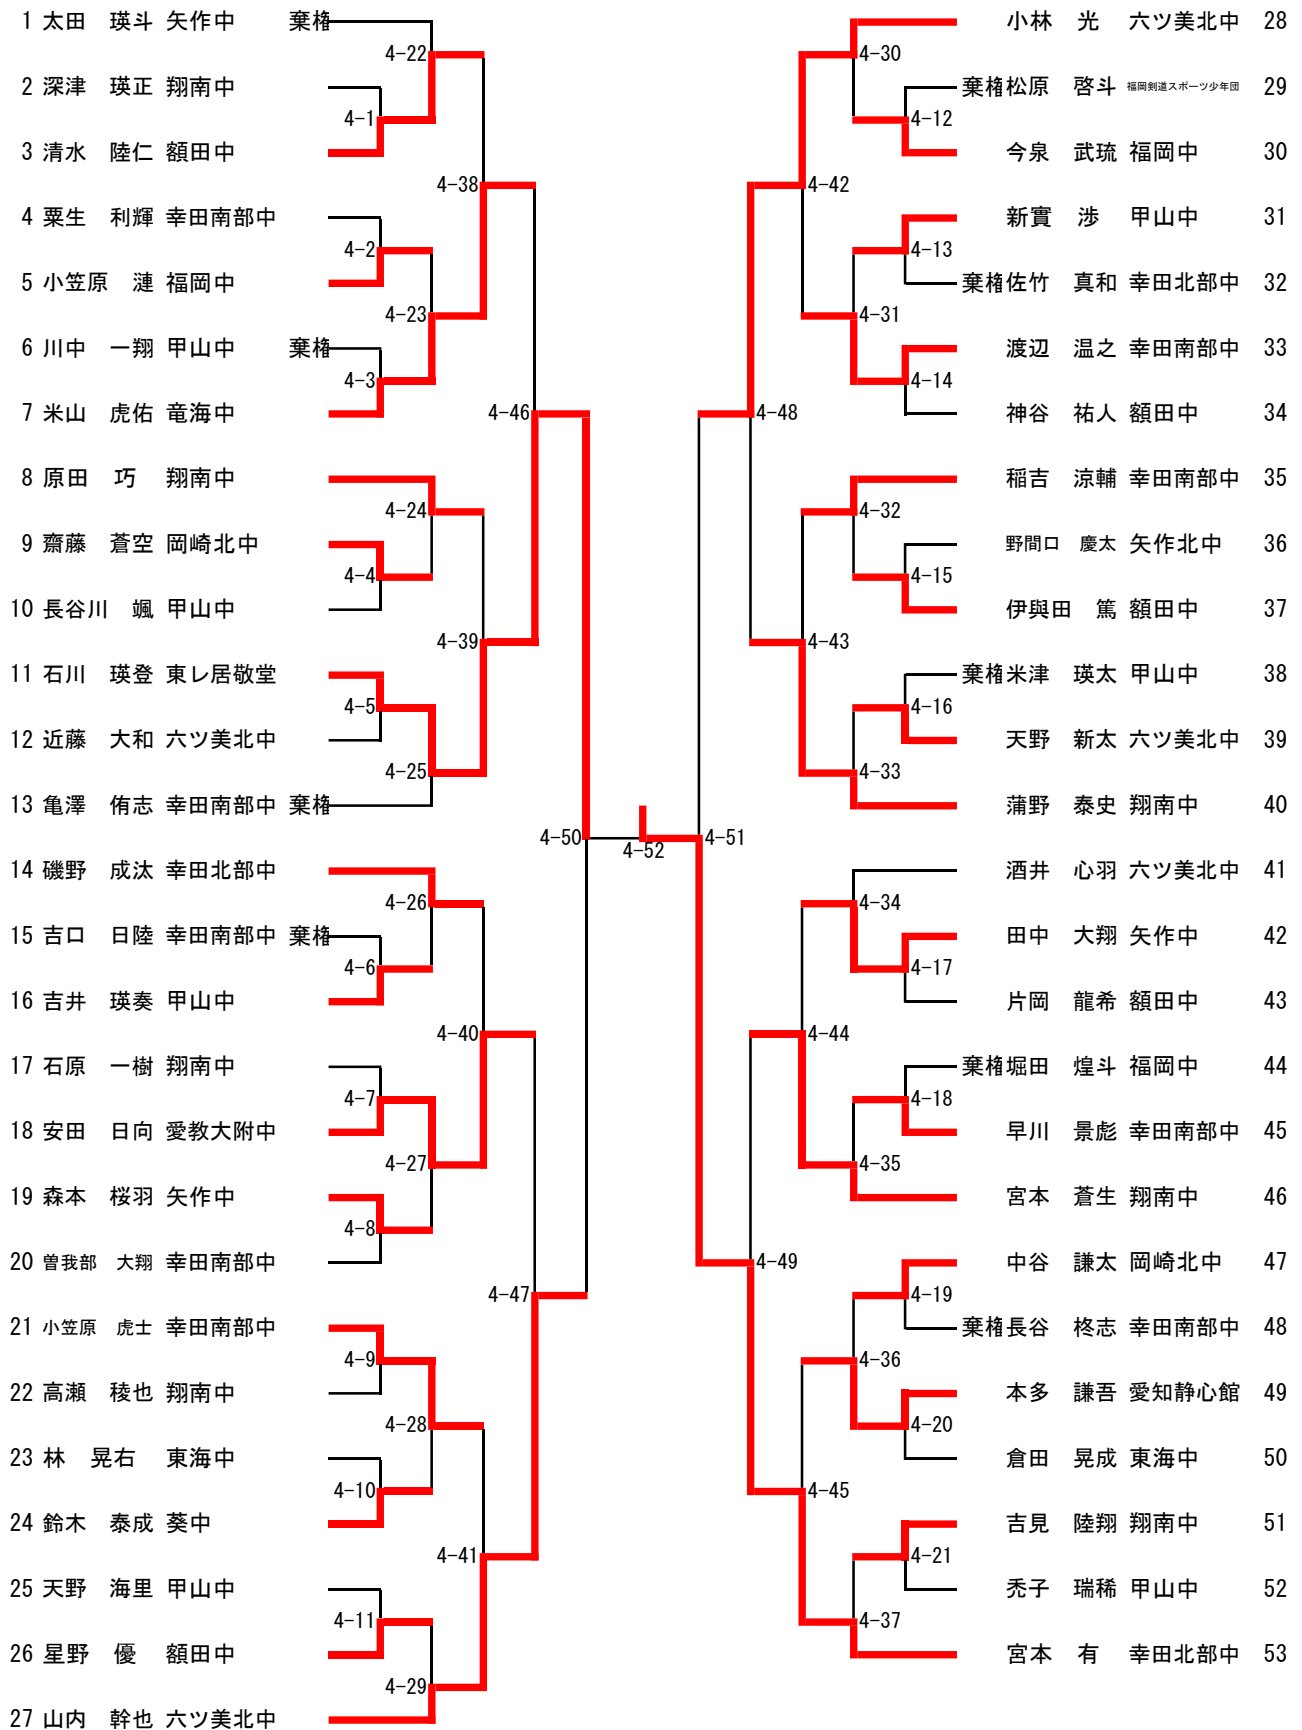 1 太田　瑛斗 矢作中 棄権
2 深津　瑛正 翔南中
3 清水　陸仁 額田中
4 粟生　利輝 幸田南部中
5 小笠原　漣 福岡中
6 川中　一翔 甲山中 棄権
7 米山　虎佑 竜海中
8 原田　巧 翔南中
9 齋藤　蒼空 岡崎北中
10 長谷川　颯 甲山中
11 石川　瑛登 東レ居敬堂
12 近藤　大和 六ツ美北中
13 亀澤　侑志 幸田南部中 棄権
14 磯野　成汰 幸田北部中
15 吉口　日陸 幸田南部中 棄権
16 吉井　瑛奏 甲山中
17 石原　一樹 翔南中
18 安田　日向 愛教大附中
19 森本　桜羽 矢作中
20 曽我部　大翔 幸田南部中
21 小笠原　虎士 幸田南部中
22 高瀬　稜也 翔南中
23 林　晃右 東海中
24 鈴木　泰成 葵中
25 天野　海里 甲山中
26 星野　優 額田中
27 山内　幹也 六ツ美北中
4-1
4-2
4-3
4-4
4-5
4-6
4-7
4-8
4-9
4-10
4-11
4-22
4-23
4-24
4-25
4-26
4-27
4-28
4-29
4-38
4-39
4-40
4-41
4-46
4-47
4-50
4-52
4-51
4-48
4-49
4-42
4-43
4-44
4-45
4-30
4-31
4-32
4-33
4-34
4-35
4-36
4-37
4-12
4-13
4-14
4-15
4-16
4-17
4-18
4-19
4-20
4-21
小林　光 六ツ美北中 28
棄権 松原　啓斗 福岡剣道スポーツ少年団 29
今泉　武琉 福岡中 30
新實　渉 甲山中 31
棄権 佐竹　真和 幸田北部中 32
渡辺　温之 幸田南部中 33
神谷　祐人 額田中 34
稲吉　涼輔 幸田南部中 35
野間口　慶太 矢作北中 36
伊與田　篤 額田中 37
棄権 米津　瑛太 甲山中 38
天野　新太 六ツ美北中 39
蒲野　泰史 翔南中 40
酒井　心羽 六ツ美北中 41
田中　大翔 矢作中 42
片岡　龍希 額田中 43
棄権 堀田　煌斗 福岡中 44
早川　景彪 幸田南部中 45
宮本　蒼生 翔南中 46
中谷　謙太 岡崎北中 47
棄権 長谷　柊志 幸田南部中 48
本多　謙吾 愛知静心館 49
倉田　晃成 東海中 50
吉見　陸翔 翔南中 51
禿子　瑞稀 甲山中 52
宮本　有 幸田北部中 53